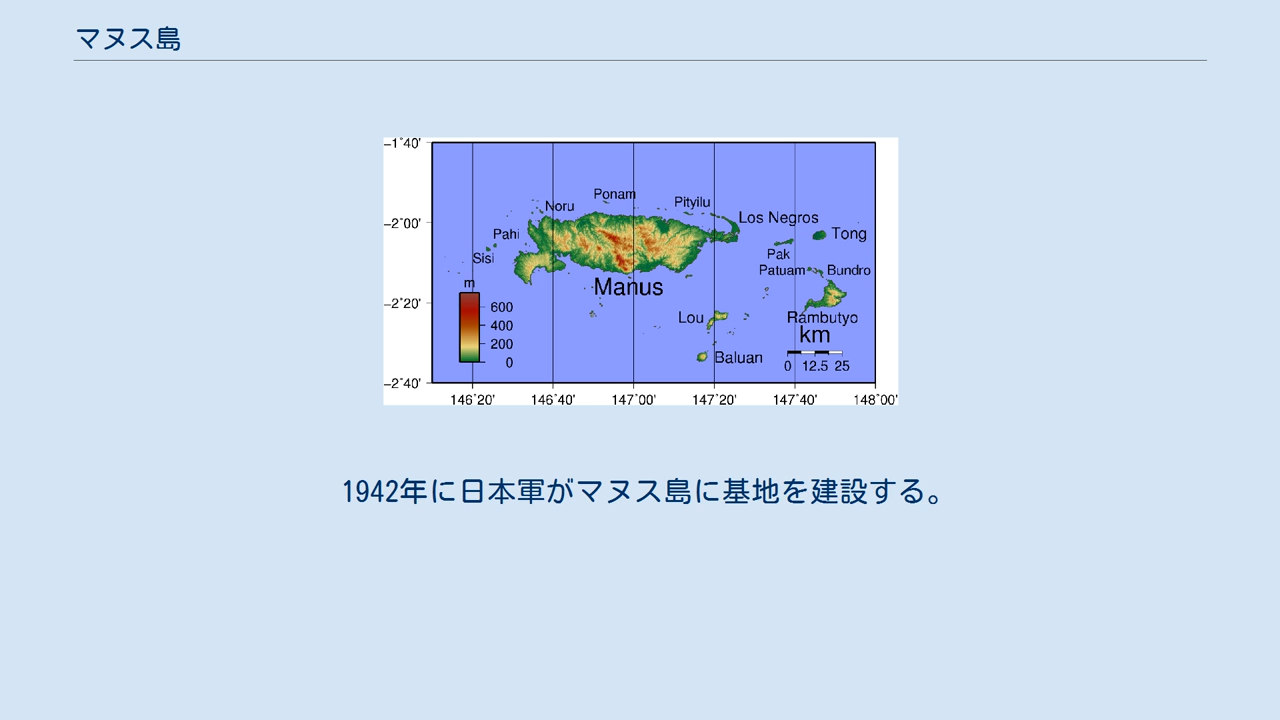 マヌス島
-1°40'
-2°00'
-2°20'
-2°40'
Noru
Ponam
Pityilu
Los Negros
Pahi
Tong
Sisi
Pak
Patuam
Bundro
m
Manus
600
400
200
0
Lou
Rambutyo
km
Baluan
0 12.5 25
146°20' 146°40' 147°00' 147°20' 147°40' 148°00'
1942年に日本軍がマヌス島に基地を建設する。